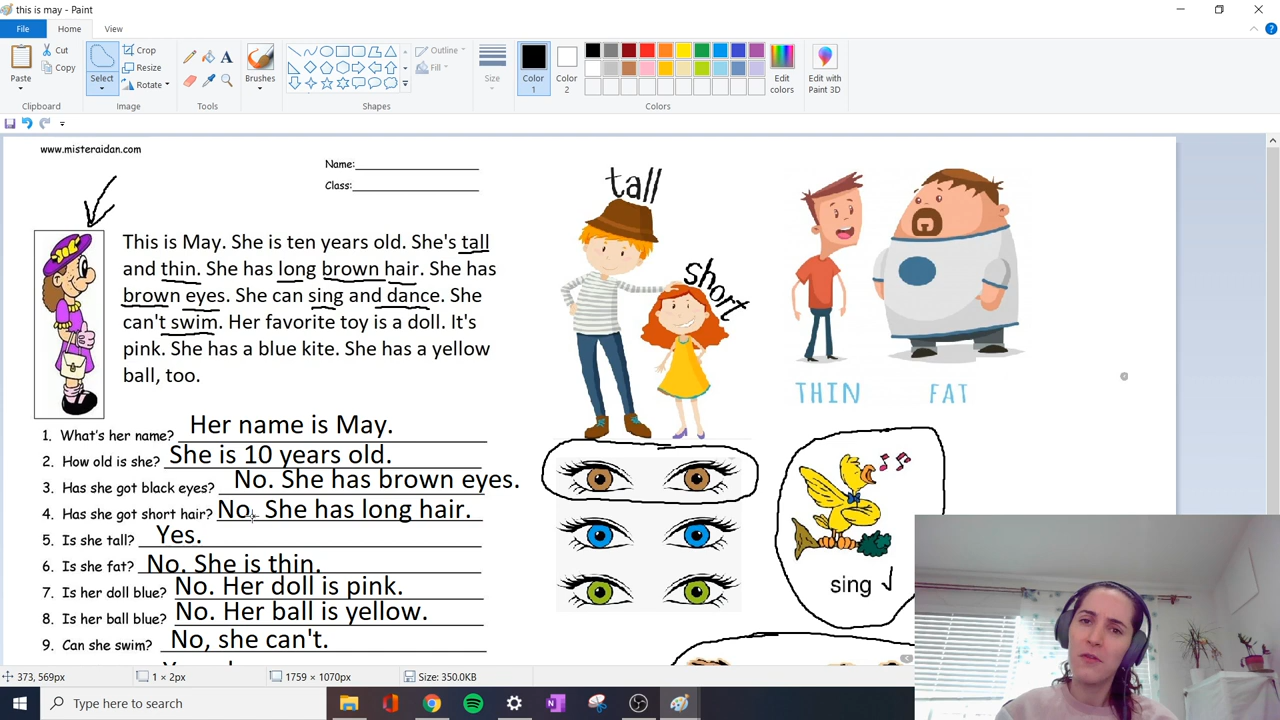 this is may - Paint
File
Home
View
Paste
Cut
Copy
Clipboard
Select
Crop
Resize
Rotate
Image
Tools
Brushes
Shapes
Outline
Fill
Size
Color 1
Color 2
Edit colors
Colors
Edit with Paint 3D
www.misteraidan.com
Name:
Class:
This is May. She is ten years old. She's tall
and thin. She has long brown hair. She has
brown eyes. She can sing and dance. She
can't swim. Her favorite toy is a doll. It's
pink. She has a blue kite. She has a yellow
ball, too.
1. What's her name? Her name is May.
2. How old is she? She is 10 years old.
3. Has she got black eyes? No. She has brown eyes.
4. Has she got short hair? No. She has long hair.
5. Is she tall? Yes.
6. Is she fat? No. She is thin.
7. Is her doll blue? No. Her doll is pink.
8. Is her ball blue? No. Her ball is yellow.
9. Can she swim? No, she can't.
tall
short
THIN
FAT
sing
373, 569px
1 × 2px
1070px
Size: 350.0KB
Type here to search